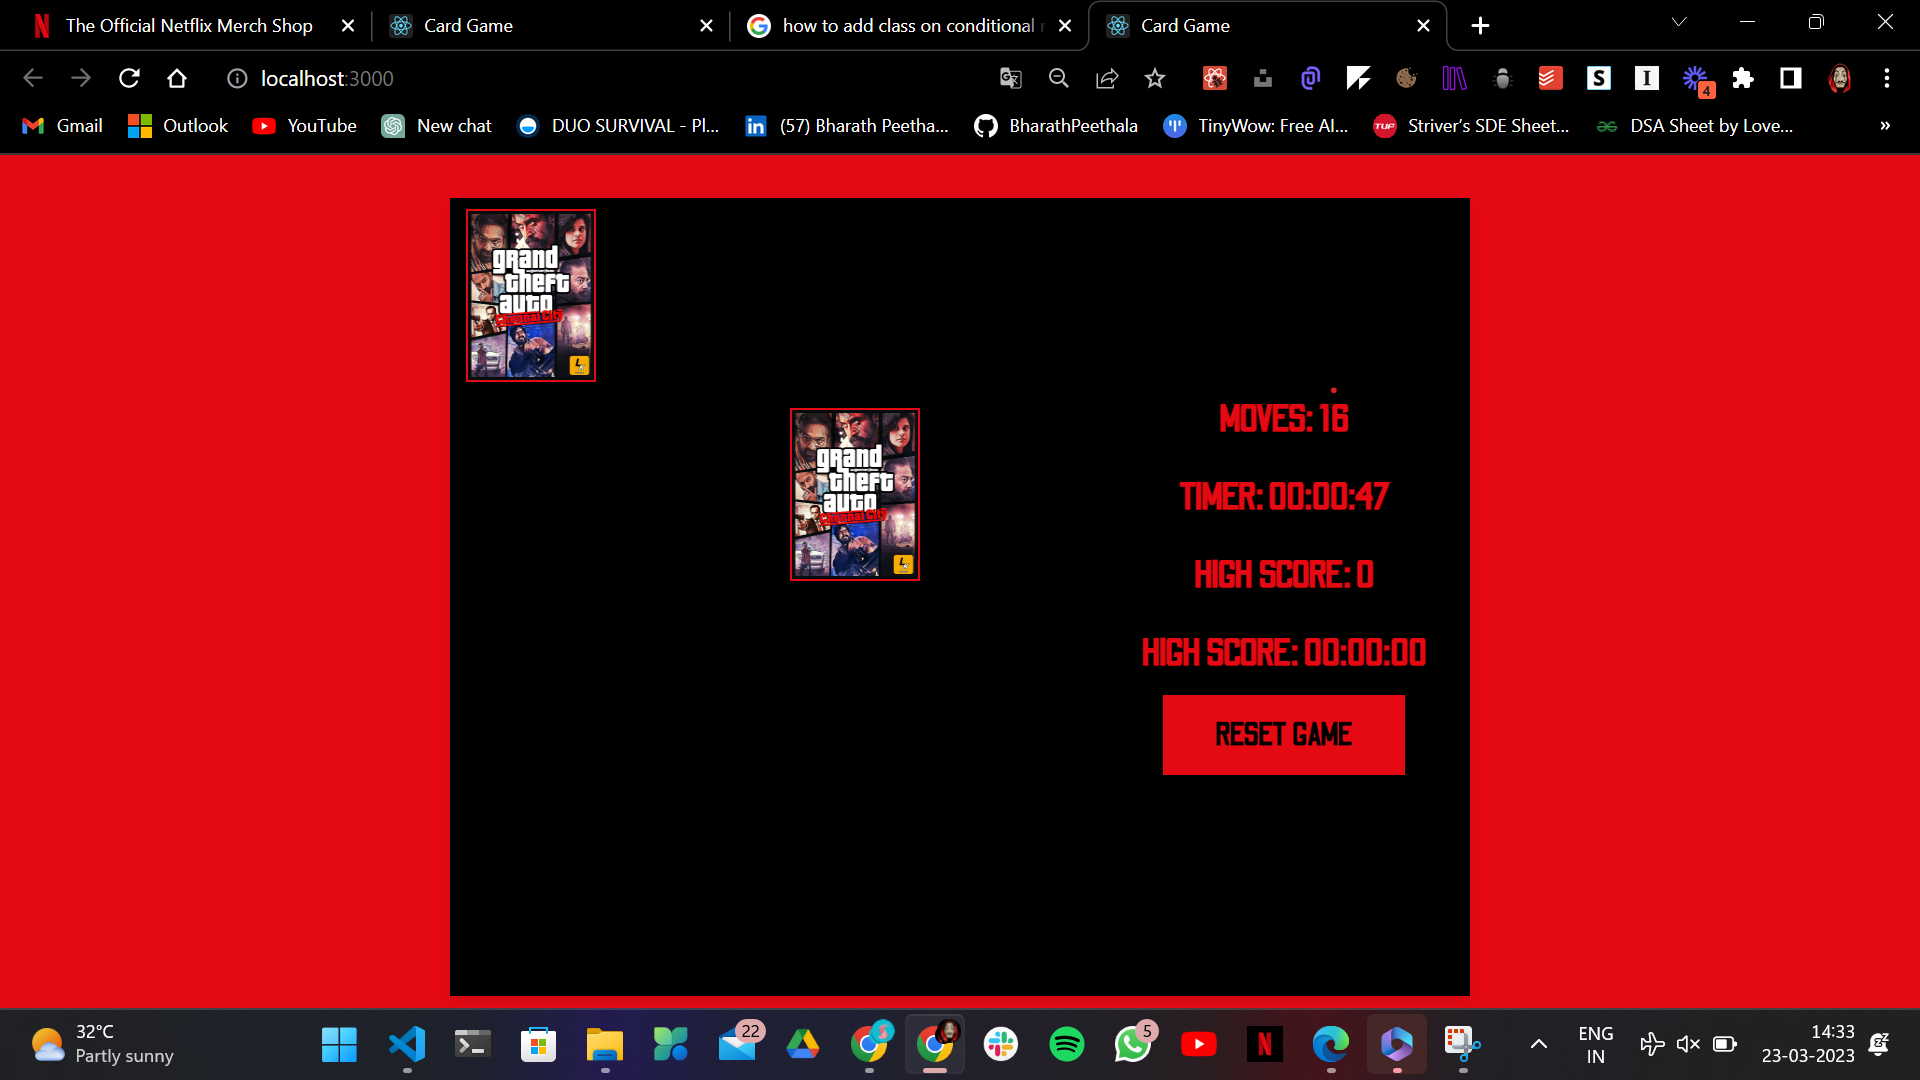 The Official Netflix Merch Shop
Card Game
how to add class on conditional
Card Game
localhost:3000
4
Gmail
Outlook
YouTube
New chat
DUO SURVIVAL - Pl...
(57) Bharath Peetha...
BharathPeethala
TinyWow: Free AI...
TUF
Striver's SDE Sheet...
DSA Sheet by Love...
»
grand
theft
auto
Chennai City
grand
theft
auto
Chennai City
MOVES: 16
TIMER: 00:00:47
HIGH SCORE: 0
HIGH SCORE: 00:00:00
RESET GAME
32°C
Partly sunny
22
5
ENG
IN
14:33
23-03-2023